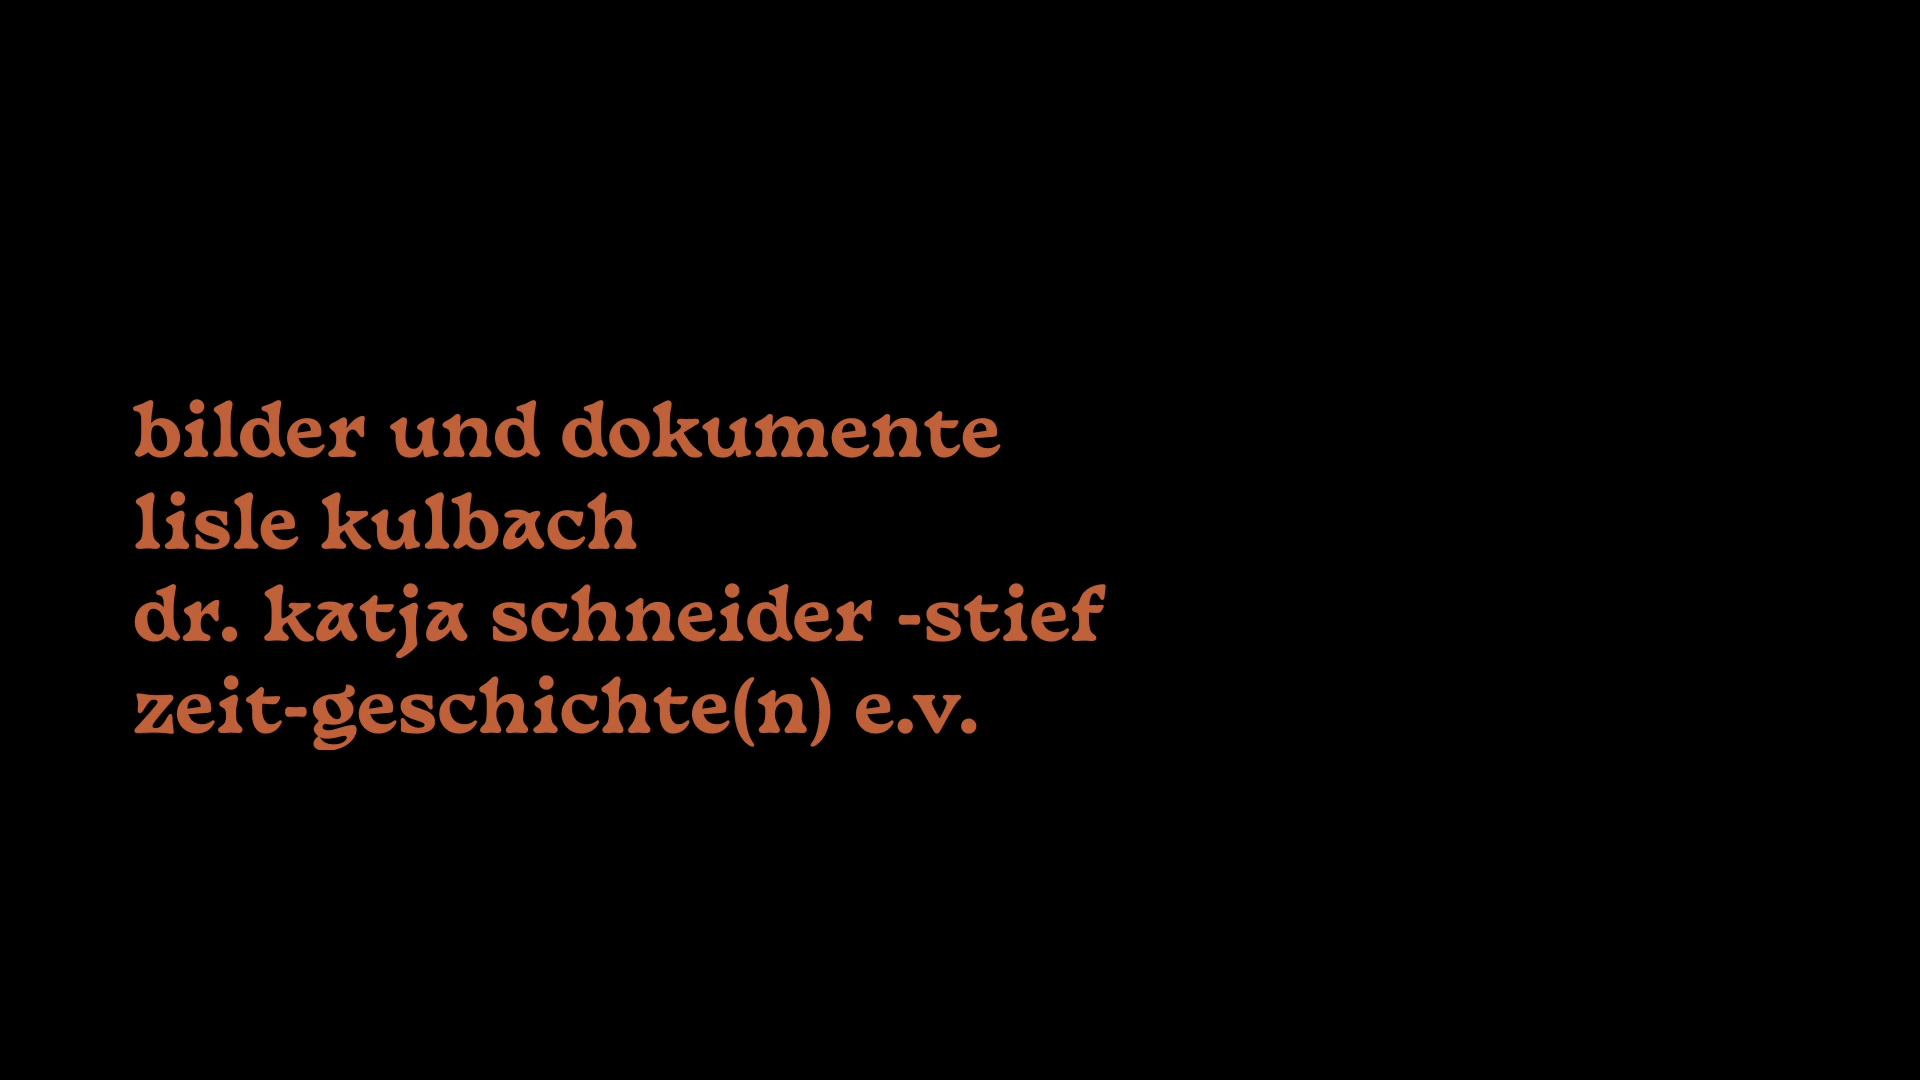 bilder und dokumente
lisle kulbach
dr. katja schneider -stief
zeit-geschichte(n) e.v.